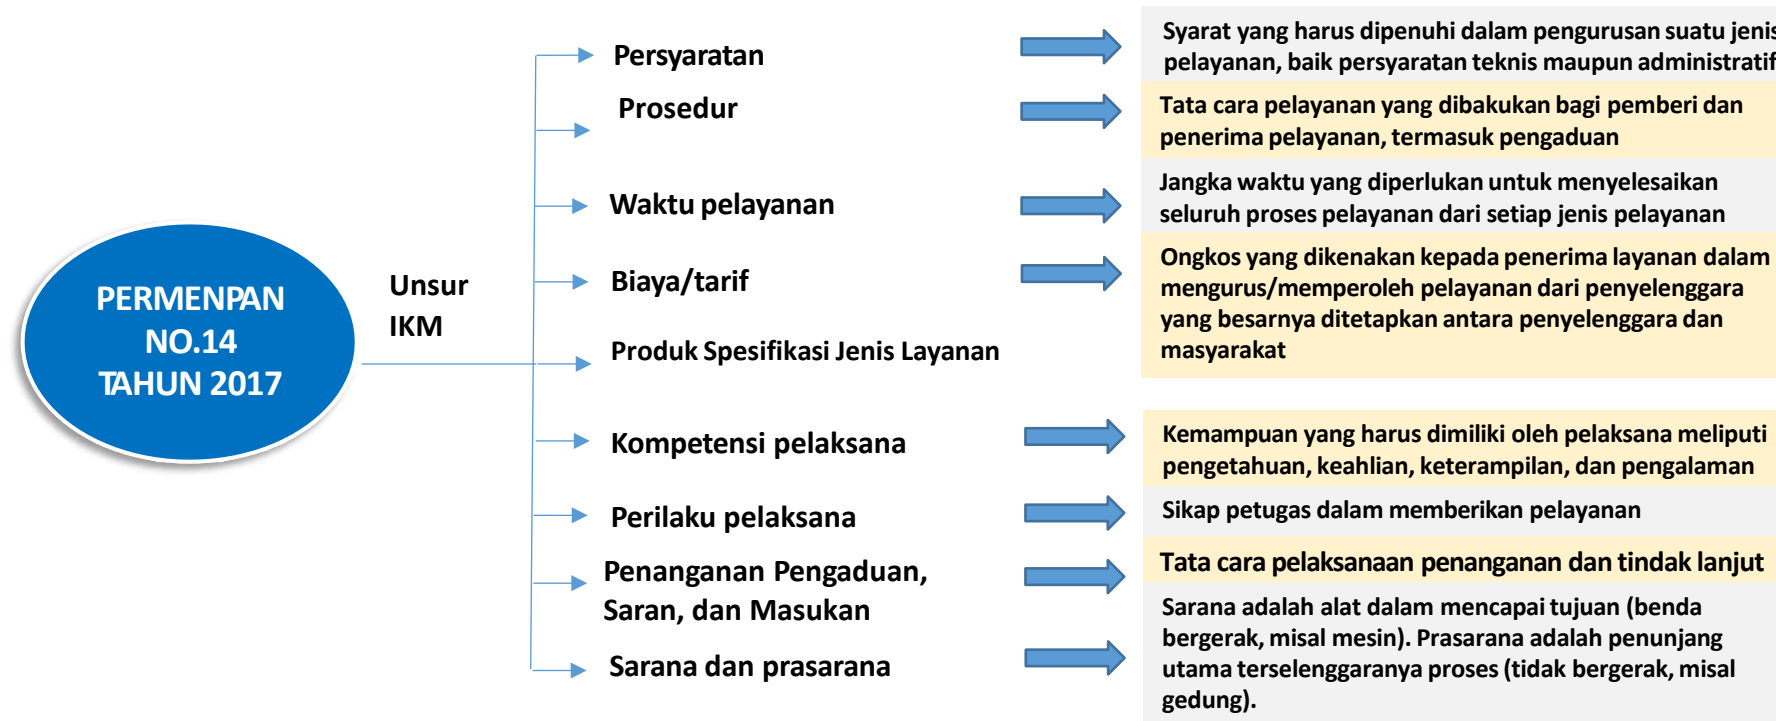 PERMENPAN
NO.14
TAHUN 2017
Unsur
IKM
Persyaratan
Syarat yang harus dipenuhi dalam pengurusan suatu jenis
pelayanan, baik persyaratan teknis maupun administratif
Prosedur
Tata cara pelayanan yang dibakukan bagi pemberi dan
penerima pelayanan, termasuk pengaduan
Waktu pelayanan
Jangka waktu yang diperlukan untuk menyelesaikan
seluruh proses pelayanan dari setiap jenis pelayanan
Biaya/tarif
Ongkos yang dikenakan kepada penerima layanan dalam
mengurus/memperoleh pelayanan dari penyelenggara
yang besarnya ditetapkan antara penyelenggara dan
masyarakat
Produk Spesifikasi Jenis Layanan
Kompetensi pelaksana
Kemampuan yang harus dimiliki oleh pelaksana meliputi
pengetahuan, keahlian, keterampilan, dan pengalaman
Perilaku pelaksana
Sikap petugas dalam memberikan pelayanan
Penanganan Pengaduan,
Saran, dan Masukan
Tata cara pelaksanaan penanganan dan tindak lanjut
Sarana dan prasarana
Sarana adalah alat dalam mencapai tujuan (benda
bergerak, misal mesin). Prasarana adalah penunjang
utama terselenggaranya proses (tidak bergerak, misal
gedung).